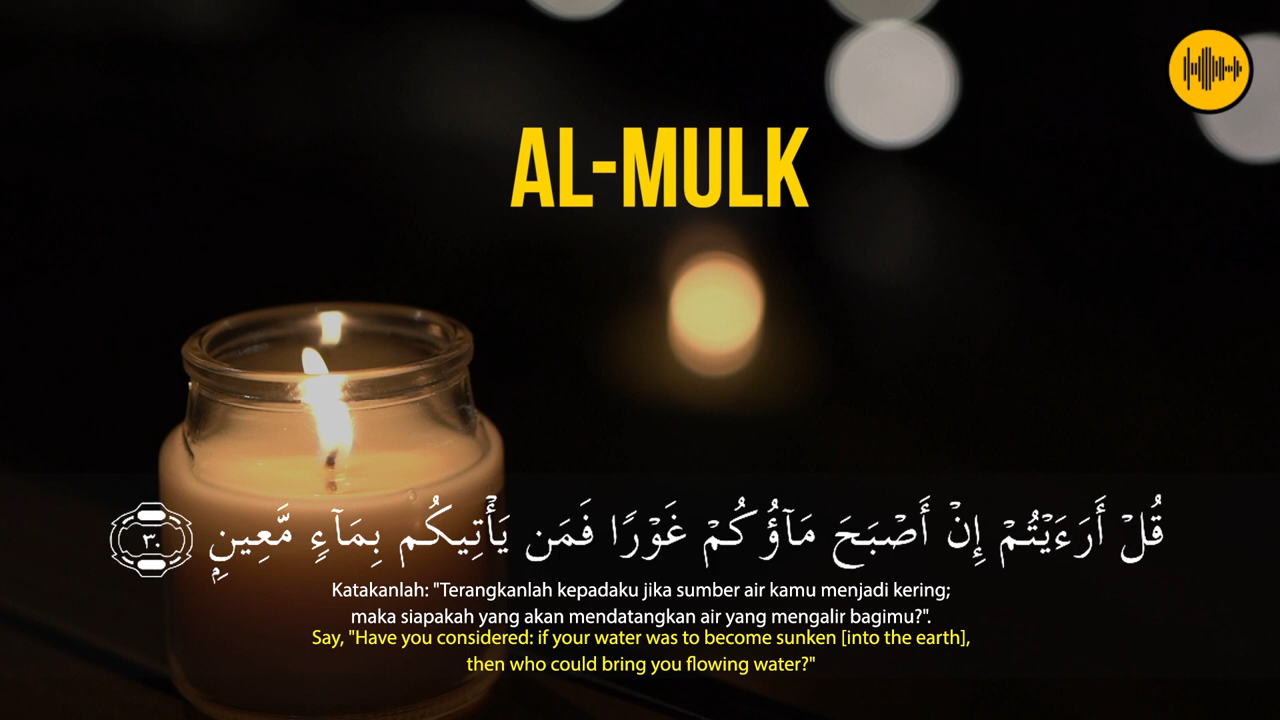 AL-MULK
قُلْ أَرَءَيْتُمْ إِنْ أَصْبَحَ مَآؤُكُمْ غَوْرًا فَمَن يَأْتِيكُم بِمَآءٍ مَّعِينٍۭ ٣٠
Katakanlah: "Terangkanlah kepadaku jika sumber air kamu menjadi kering;
maka siapakah yang akan mendatangkan air yang mengalir bagimu?".
Say, "Have you considered: if your water was to become sunken [into the earth],
then who could bring you flowing water?"